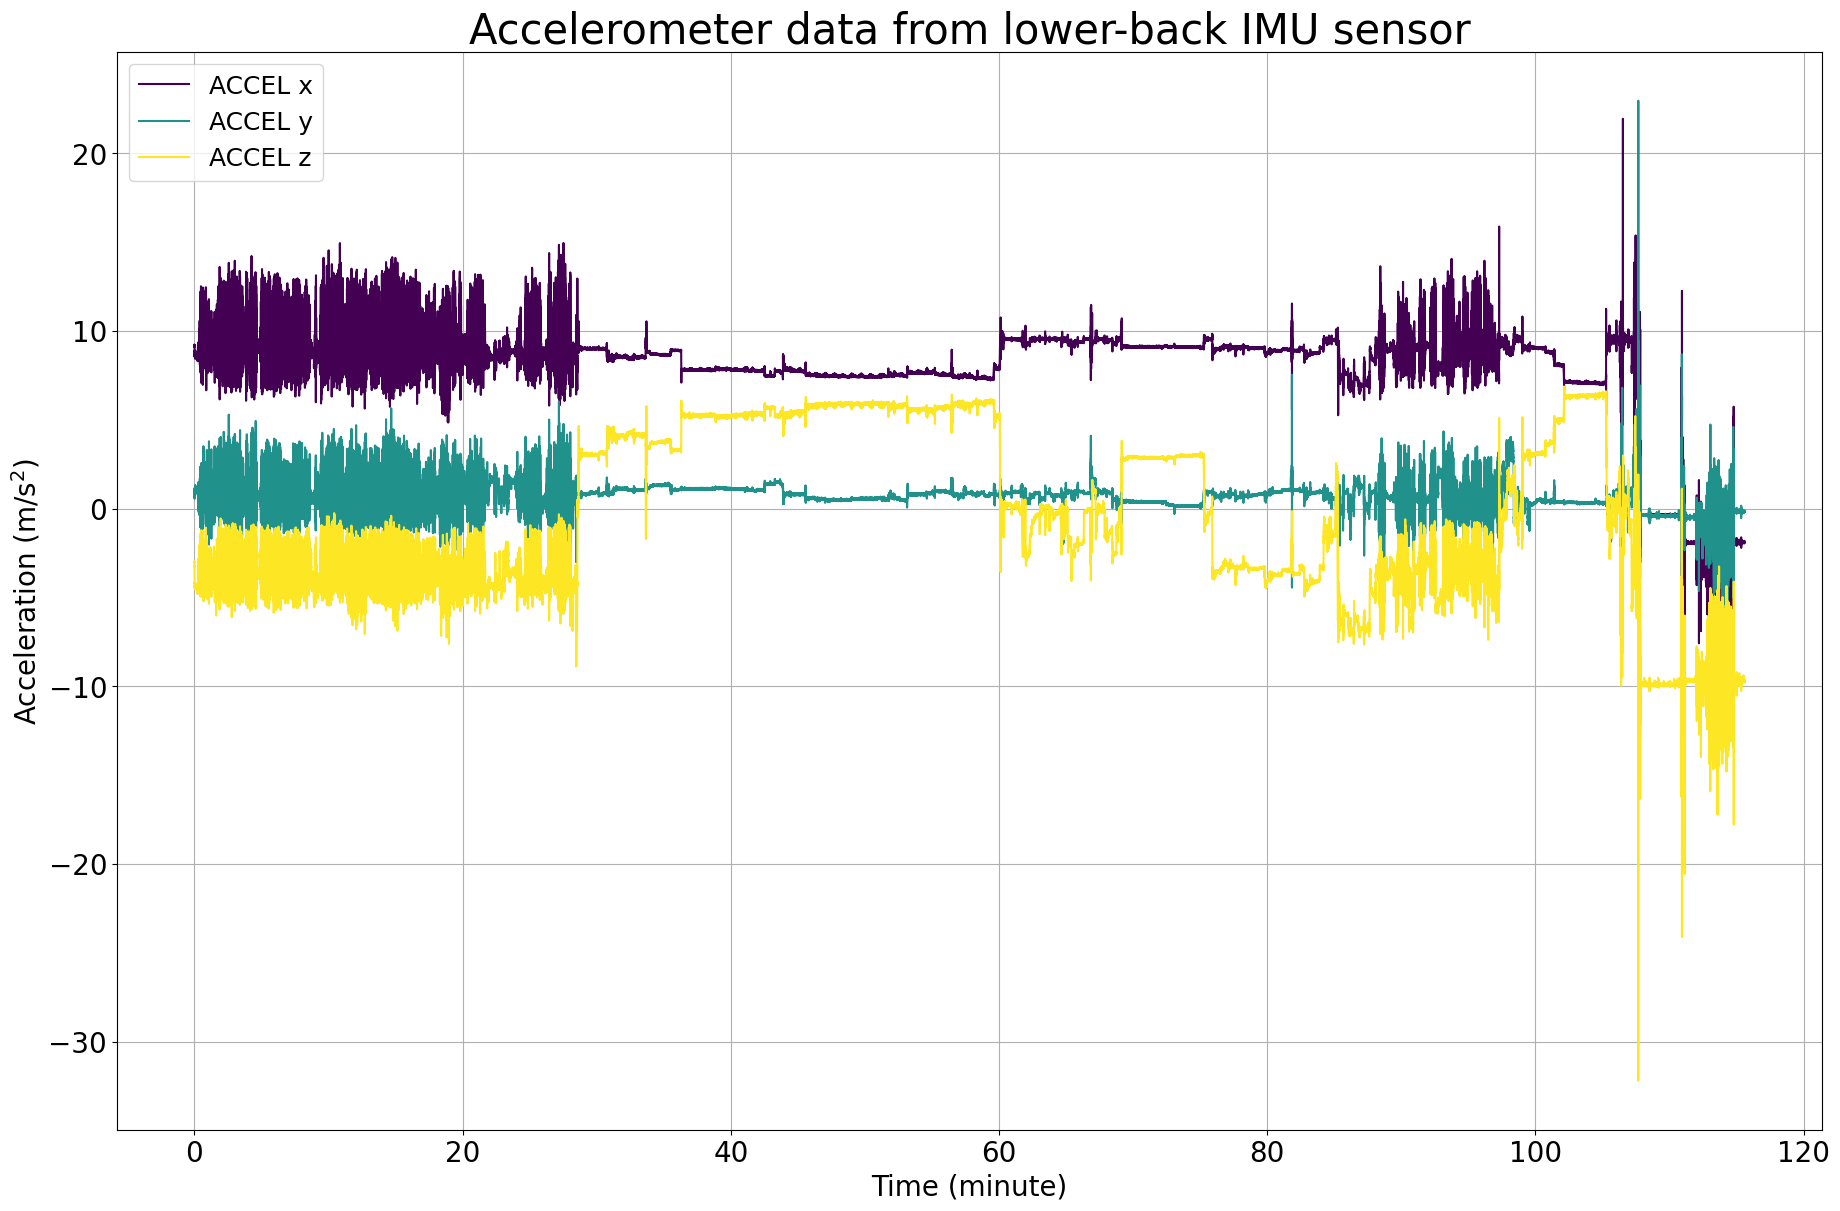 Accelerometer data from lower-back IMU sensor
ACCEL x
ACCEL y
ACCEL z
20
10
0
−10
−20
−30
Acceleration (m/s²)
0 20 40 60 80 100 120
Time (minute)